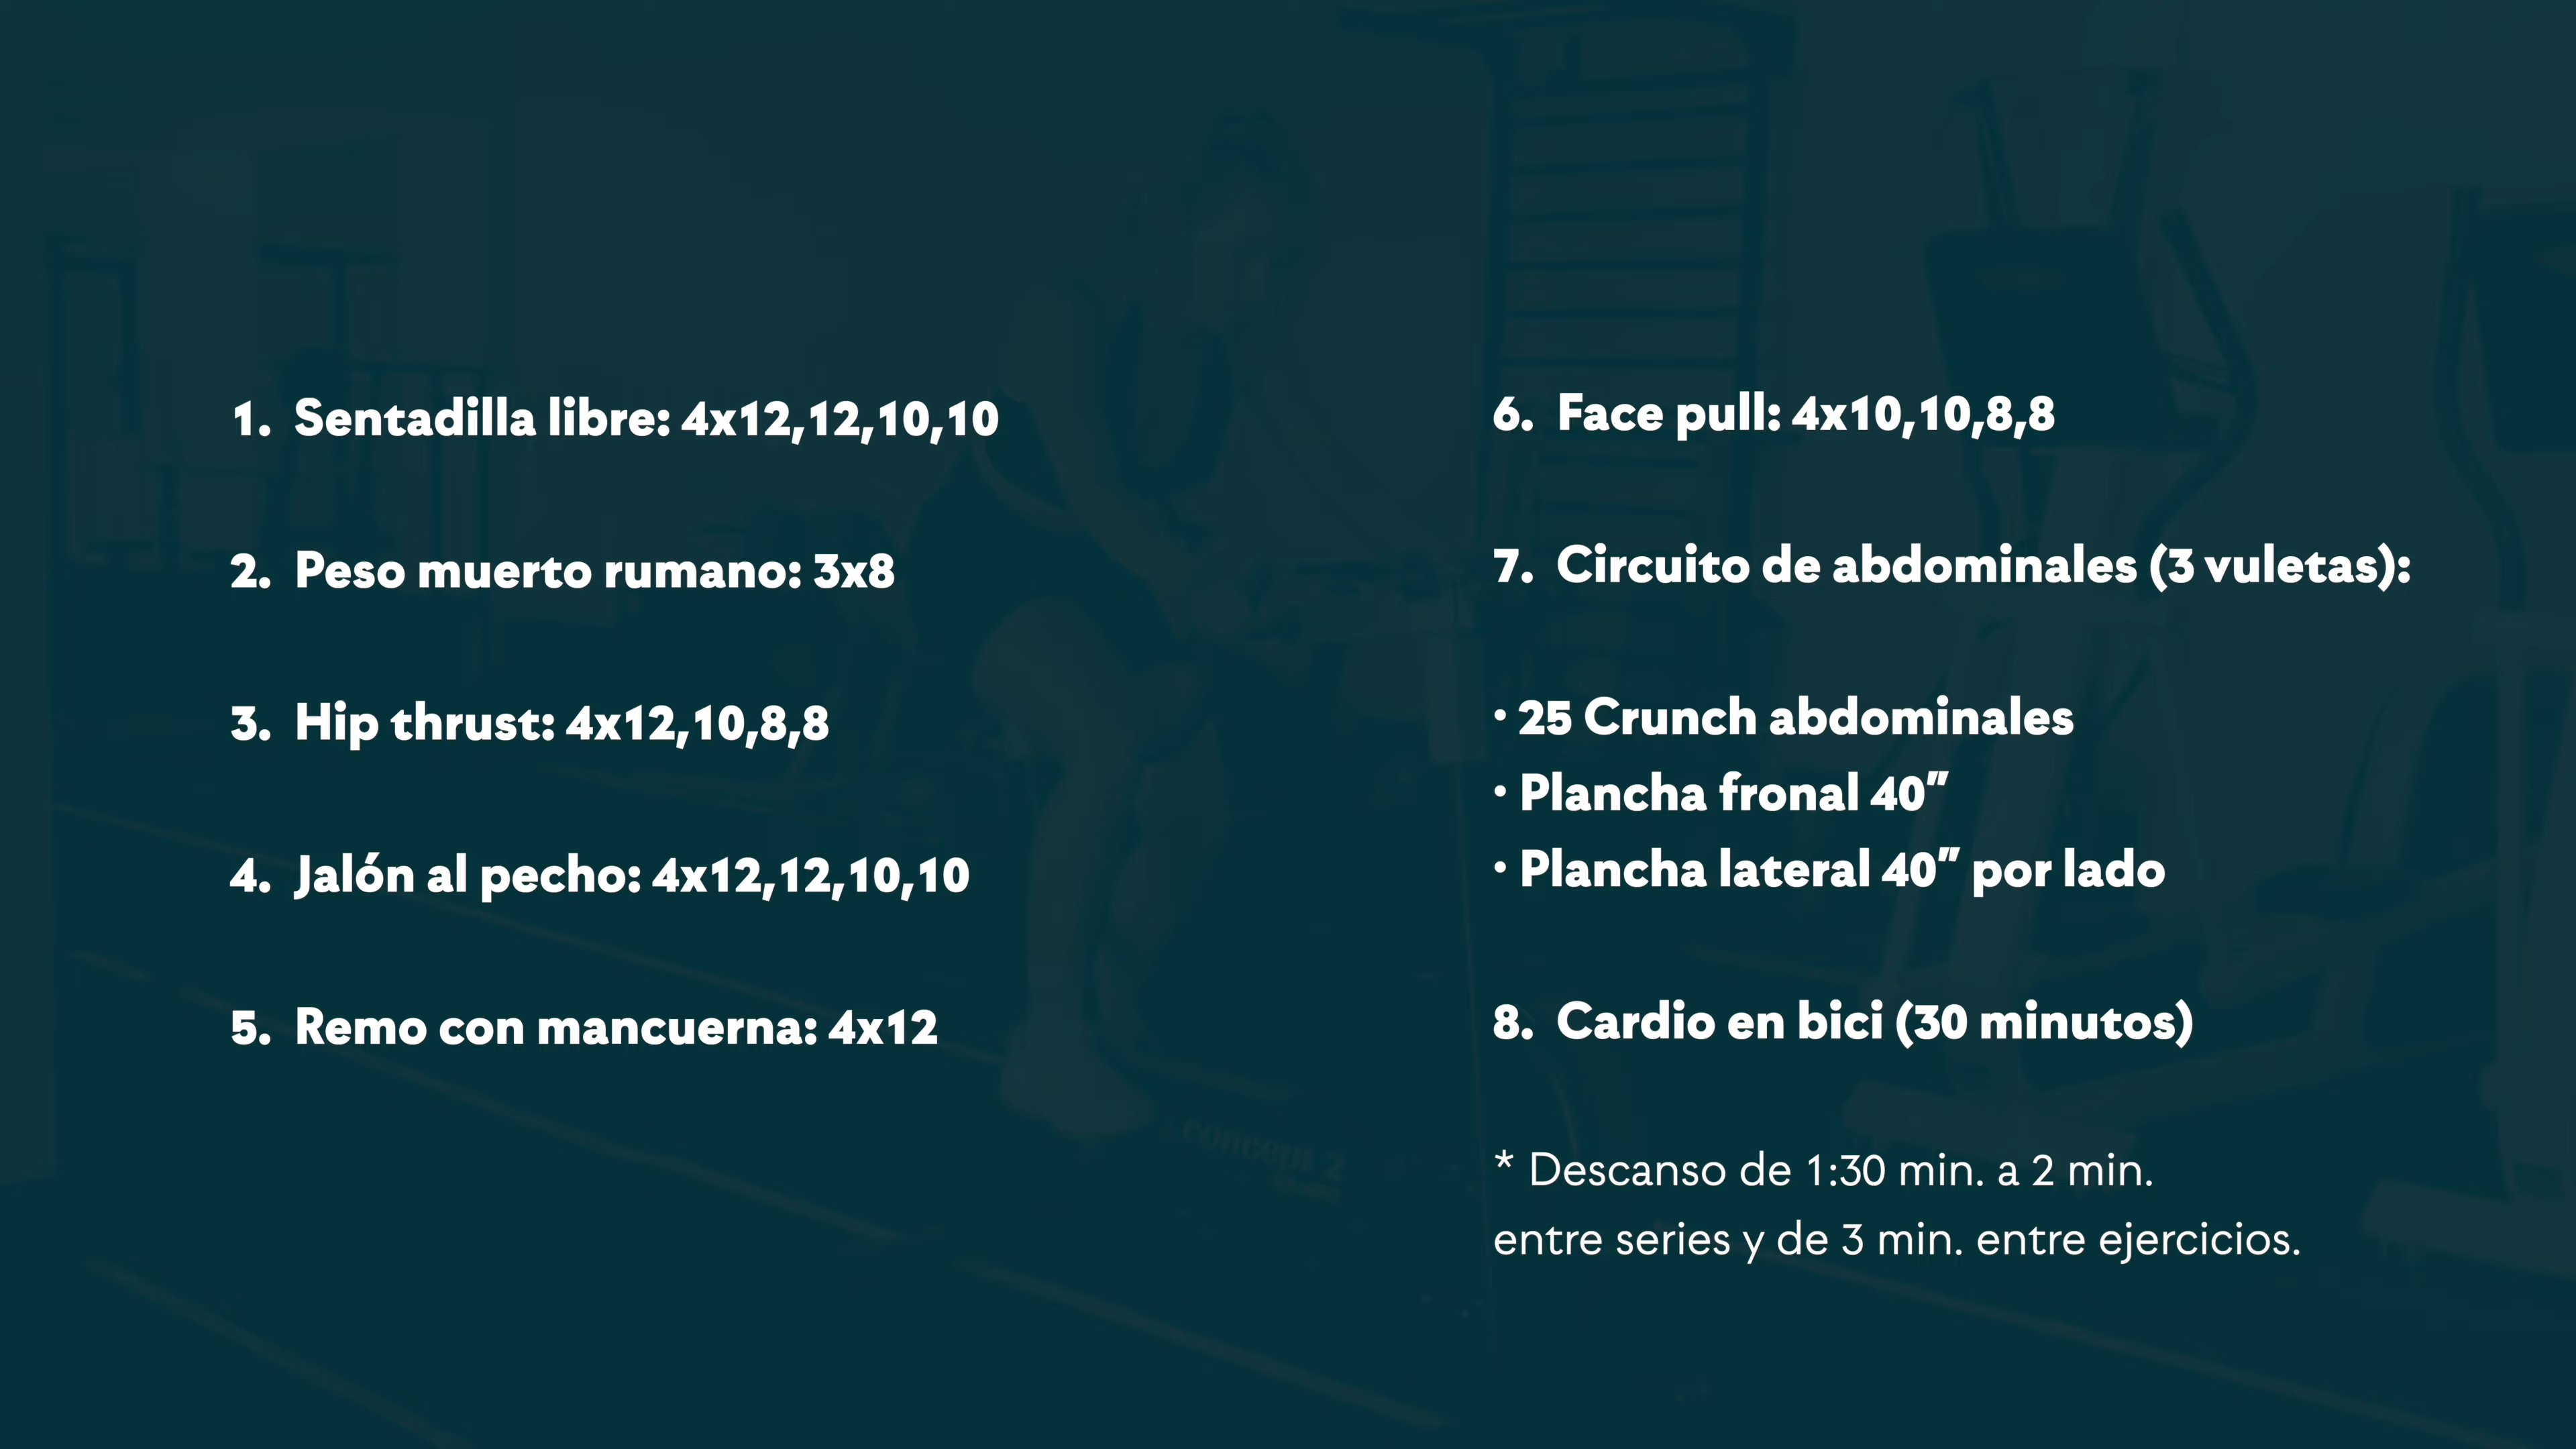 1. Sentadilla libre: 4x12,12,10,10
2. Peso muerto rumano: 3x8
3. Hip thrust: 4x12,10,8,8
4. Jalón al pecho: 4x12,12,10,10
5. Remo con mancuerna: 4x12
6. Face pull: 4x10,10,8,8
7. Circuito de abdominales (3 vuletas):
• 25 Crunch abdominales
• Plancha fronal 40”
• Plancha lateral 40” por lado
8. Cardio en bici (30 minutos)
* Descanso de 1:30 min. a 2 min.
entre series y de 3 min. entre ejercicios.
concept 2